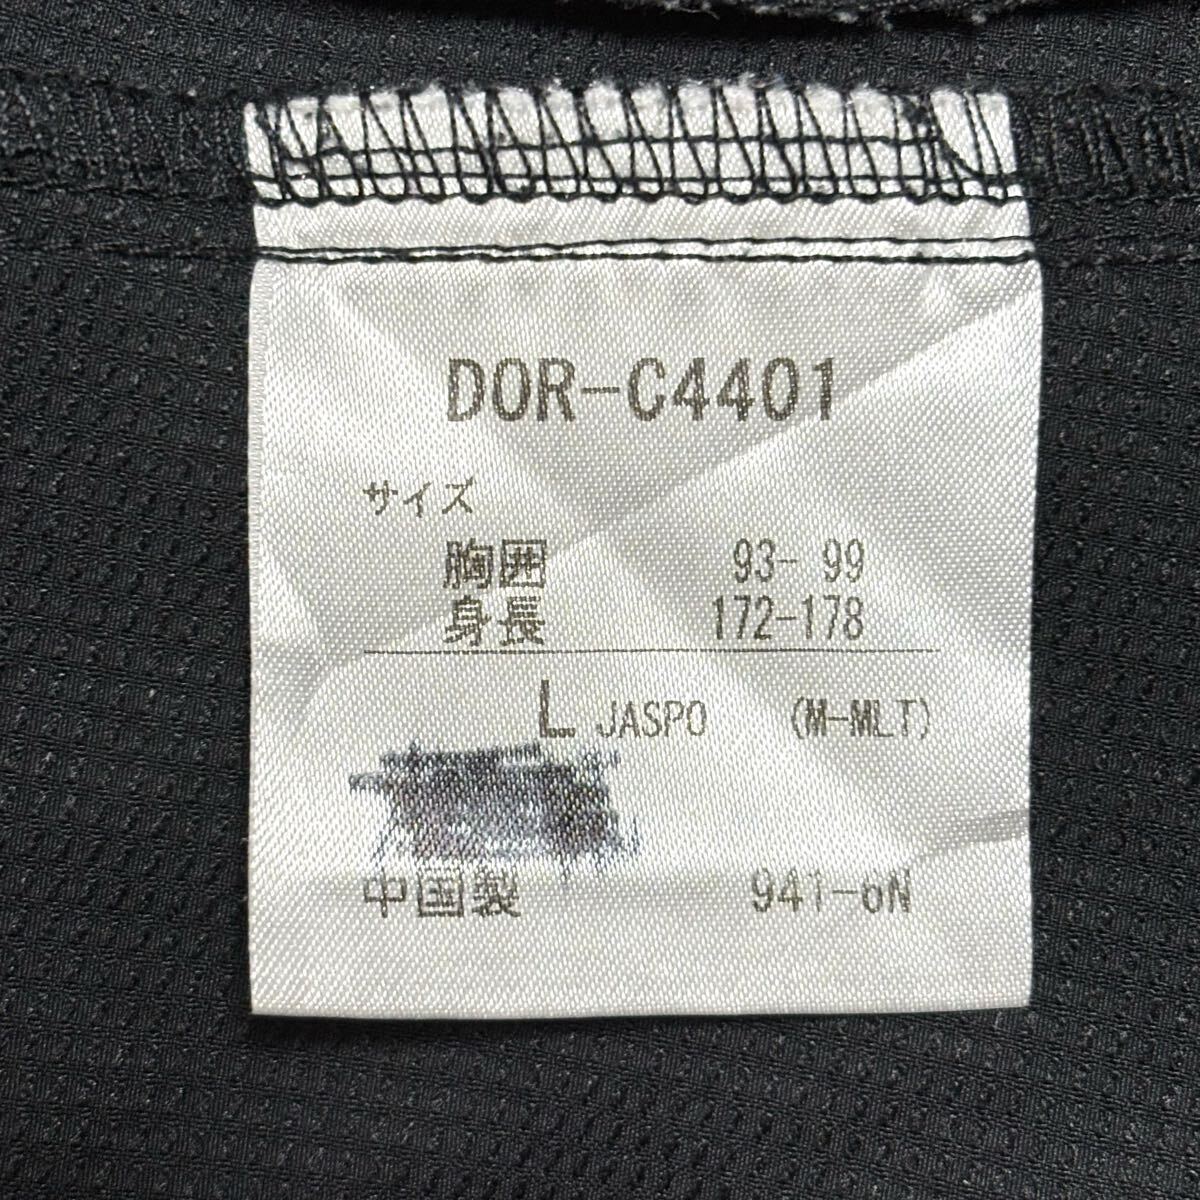 DOR-C4401
サイズ
胸囲 93- 99
身長 172-178
L JASPO (M-MLT)
中国製 941-6N